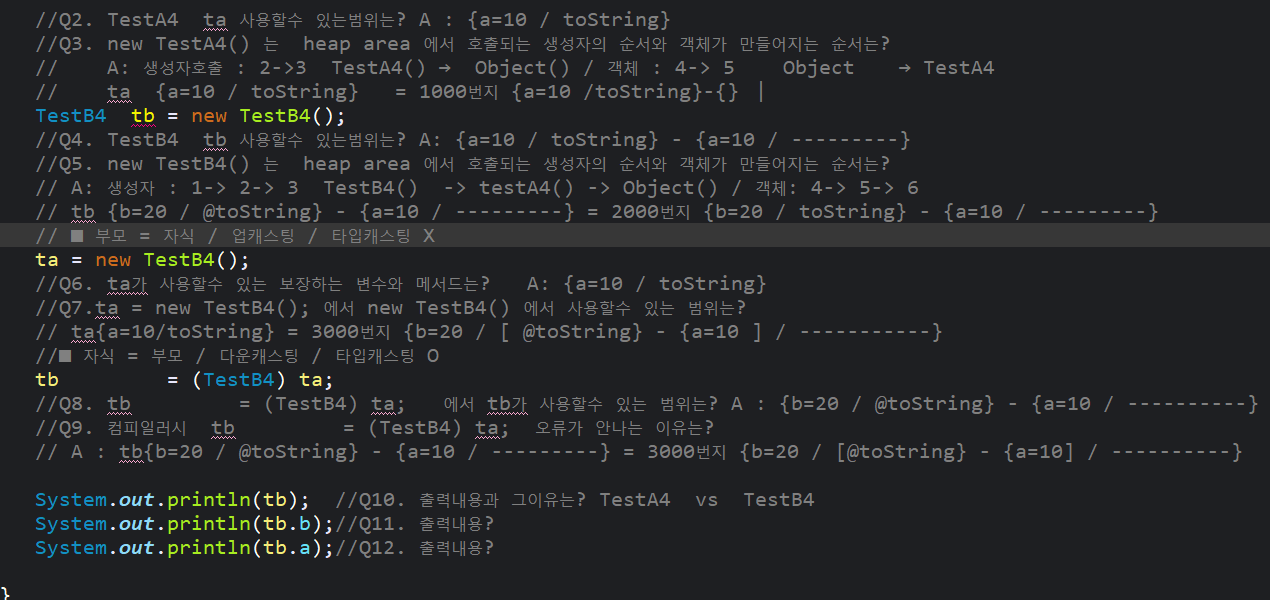 //Q2. TestA4  ta 사용할수 있는범위는? A : {a=10 / toString}
//Q3. new TestA4() 는  heap area 에서 호출되는 생성자의 순서와 객체가 만들어지는 순서는?
//    A: 생성자호출 : 2->3  TestA4() →  Object() / 객체 : 4-> 5    Object    → TestA4
//    ta  {a=10 / toString}   = 1000번지 {a=10 /toString}-{}
TestB4  tb = new TestB4();
//Q4. TestB4  tb 사용할수 있는범위는? A: {a=10 / toString} - {a=10 / ---------}
//Q5. new TestB4() 는  heap area 에서 호출되는 생성자의 순서와 객체가 만들어지는 순서는?
// A: 생성자 : 1-> 2-> 3  TestB4()  -> testA4() -> Object() / 객체: 4-> 5-> 6
// tb {b=20 / @toString} - {a=10 / ---------} = 2000번지 {b=20 / toString} - {a=10 / ---------}
// ■ 부모 = 자식 / 업캐스팅 / 타입캐스팅 X
ta = new TestB4();
//Q6. ta가 사용할수 있는 보장하는 변수와 메서드는?   A: {a=10 / toString}
//Q7.ta = new TestB4(); 에서 new TestB4() 에서 사용할수 있는 범위는?
// ta{a=10/toString} = 3000번지 {b=20 / [ @toString} - {a=10 ] / -----------}
//■ 자식 = 부모 / 다운캐스팅 / 타입캐스팅 O
tb         = (TestB4) ta;
//Q8. tb         = (TestB4) ta;   에서 tb가 사용할수 있는 범위는? A : {b=20 / @toString} - {a=10 / ----------}
//Q9. 컴피일러시  tb         = (TestB4) ta;  오류가 안나는 이유는?
// A : tb{b=20 / @toString} - {a=10 / ---------} = 3000번지 {b=20 / [@toString} - {a=10] / ----------}
System.out.println(tb);  //Q10. 출력내용과 그이유는? TestA4  vs  TestB4
System.out.println(tb.b);//Q11. 출력내용?
System.out.println(tb.a);//Q12. 출력내용?
}